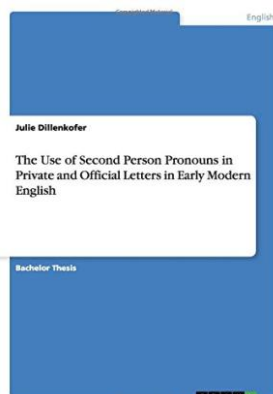 English
Julie Dillenkofer
The Use of Second Person Pronouns in
Private and Official Letters in Early Modern
English
Bachelor Thesis